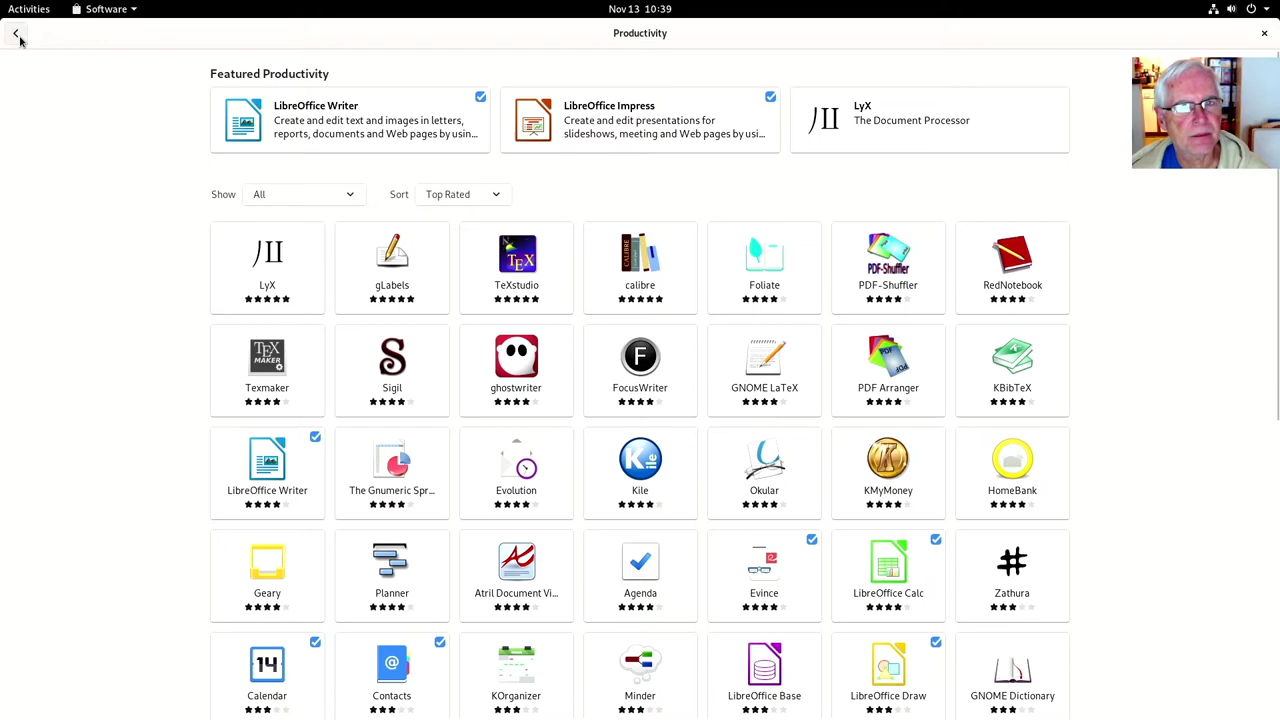 Activities
Software
Nov 13 10:39
Productivity
Featured Productivity
LibreOffice Writer
Create and edit text and images in letters,
reports, documents and Web pages by usin...
LibreOffice Impress
Create and edit presentations for
slideshows, meeting and Web pages by usi...
LyX
The Document Processor
Show
All
Sort
Top Rated
LyX
gLabels
TeXstudio
calibre
Foliate
PDF-Shuffler
RedNotebook
Texmaker
Sigil
ghostwriter
FocusWriter
GNOME LaTeX
PDF Arranger
KBibTeX
LibreOffice Writer
The Gnumeric Spr...
Evolution
Kile
Okular
KMyMoney
HomeBank
Geary
Planner
Atril Document Vi...
Agenda
Evince
LibreOffice Calc
Zathura
14
Calendar
Contacts
KOrganizer
Minder
LibreOffice Base
LibreOffice Draw
GNOME Dictionary